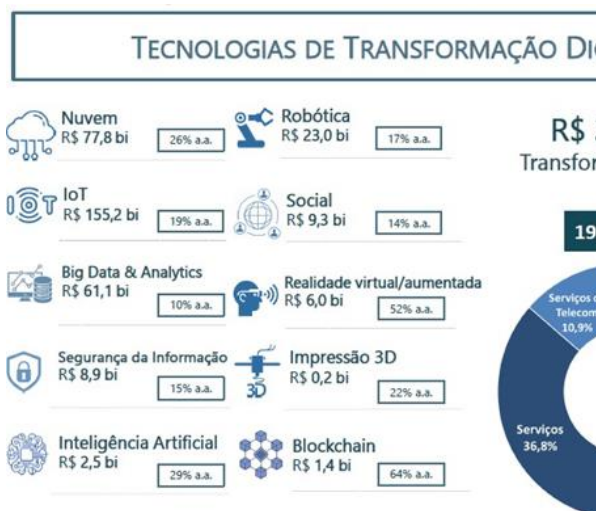 TECNOLOGIAS DE TRANSFORMAÇÃO
Nuvem
R$ 77,8 bi
26% a.a.
Robótica
R$ 23,0 bi
17% a.a.
IoT
IoT
R$ 155,2 bi
19% a.a.
Social
R$ 9,3 bi
14% a.a.
Big Data & Analytics
R$ 61,1 bi
10% a.a.
Realidade virtual/aumentada
R$ 6,0 bi
52% a.a.
Segurança da Informação
R$ 8,9 bi
15% a.a.
3D
Impressão 3D
R$ 0,2 bi
22% a.a.
Inteligência Artificial
R$ 2,5 bi
29% a.a.
Blockchain
R$ 1,4 bi
64% a.a.
R$
19
Serviços
10,9%
Serviços
36,8%